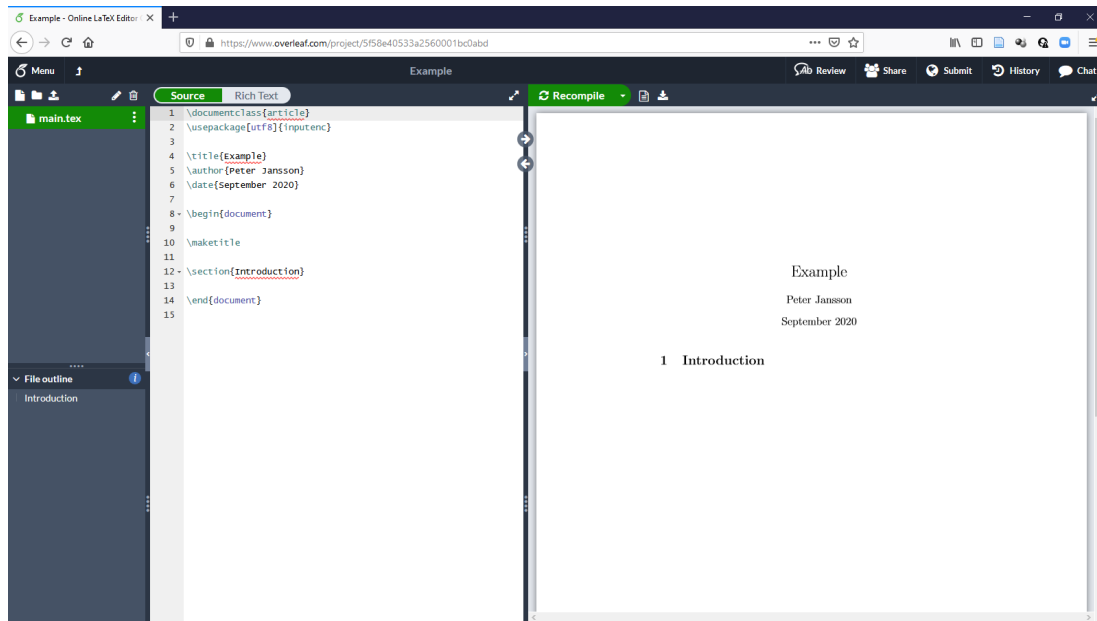 Example - Online LaTeX Editor
https://www.overleaf.com/project/5f58e40533a2560001bc0abd
Menu
Example
Review
Share
Submit
History
Chat
Source
Rich Text
Recompile
main.tex
1 \documentclass{article}
2 \usepackage[utf8]{inputenc}
3
4 \title{Example}
5 \author{Peter Jansson}
6 \date{September 2020}
7
8 \begin{document}
9
10 \maketitle
11
12 \section{Introduction}
13
14 \end{document}
15
File outline
Introduction
Example
Peter Jansson
September 2020
1 Introduction